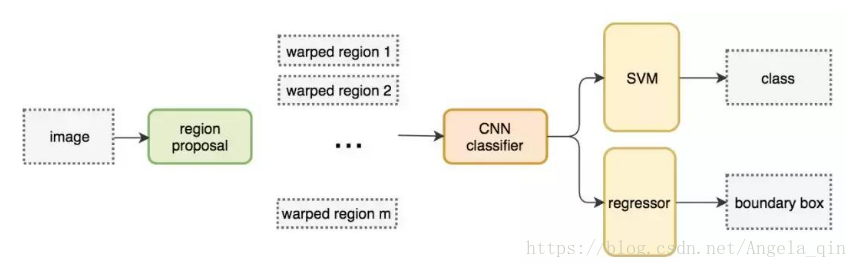 image
region
proposal
warped region 1
warped region 2
...
warped region m
CNN
classifier
SVM
class
regressor
boundary box
https://blog.csdn.net/Angela_qin